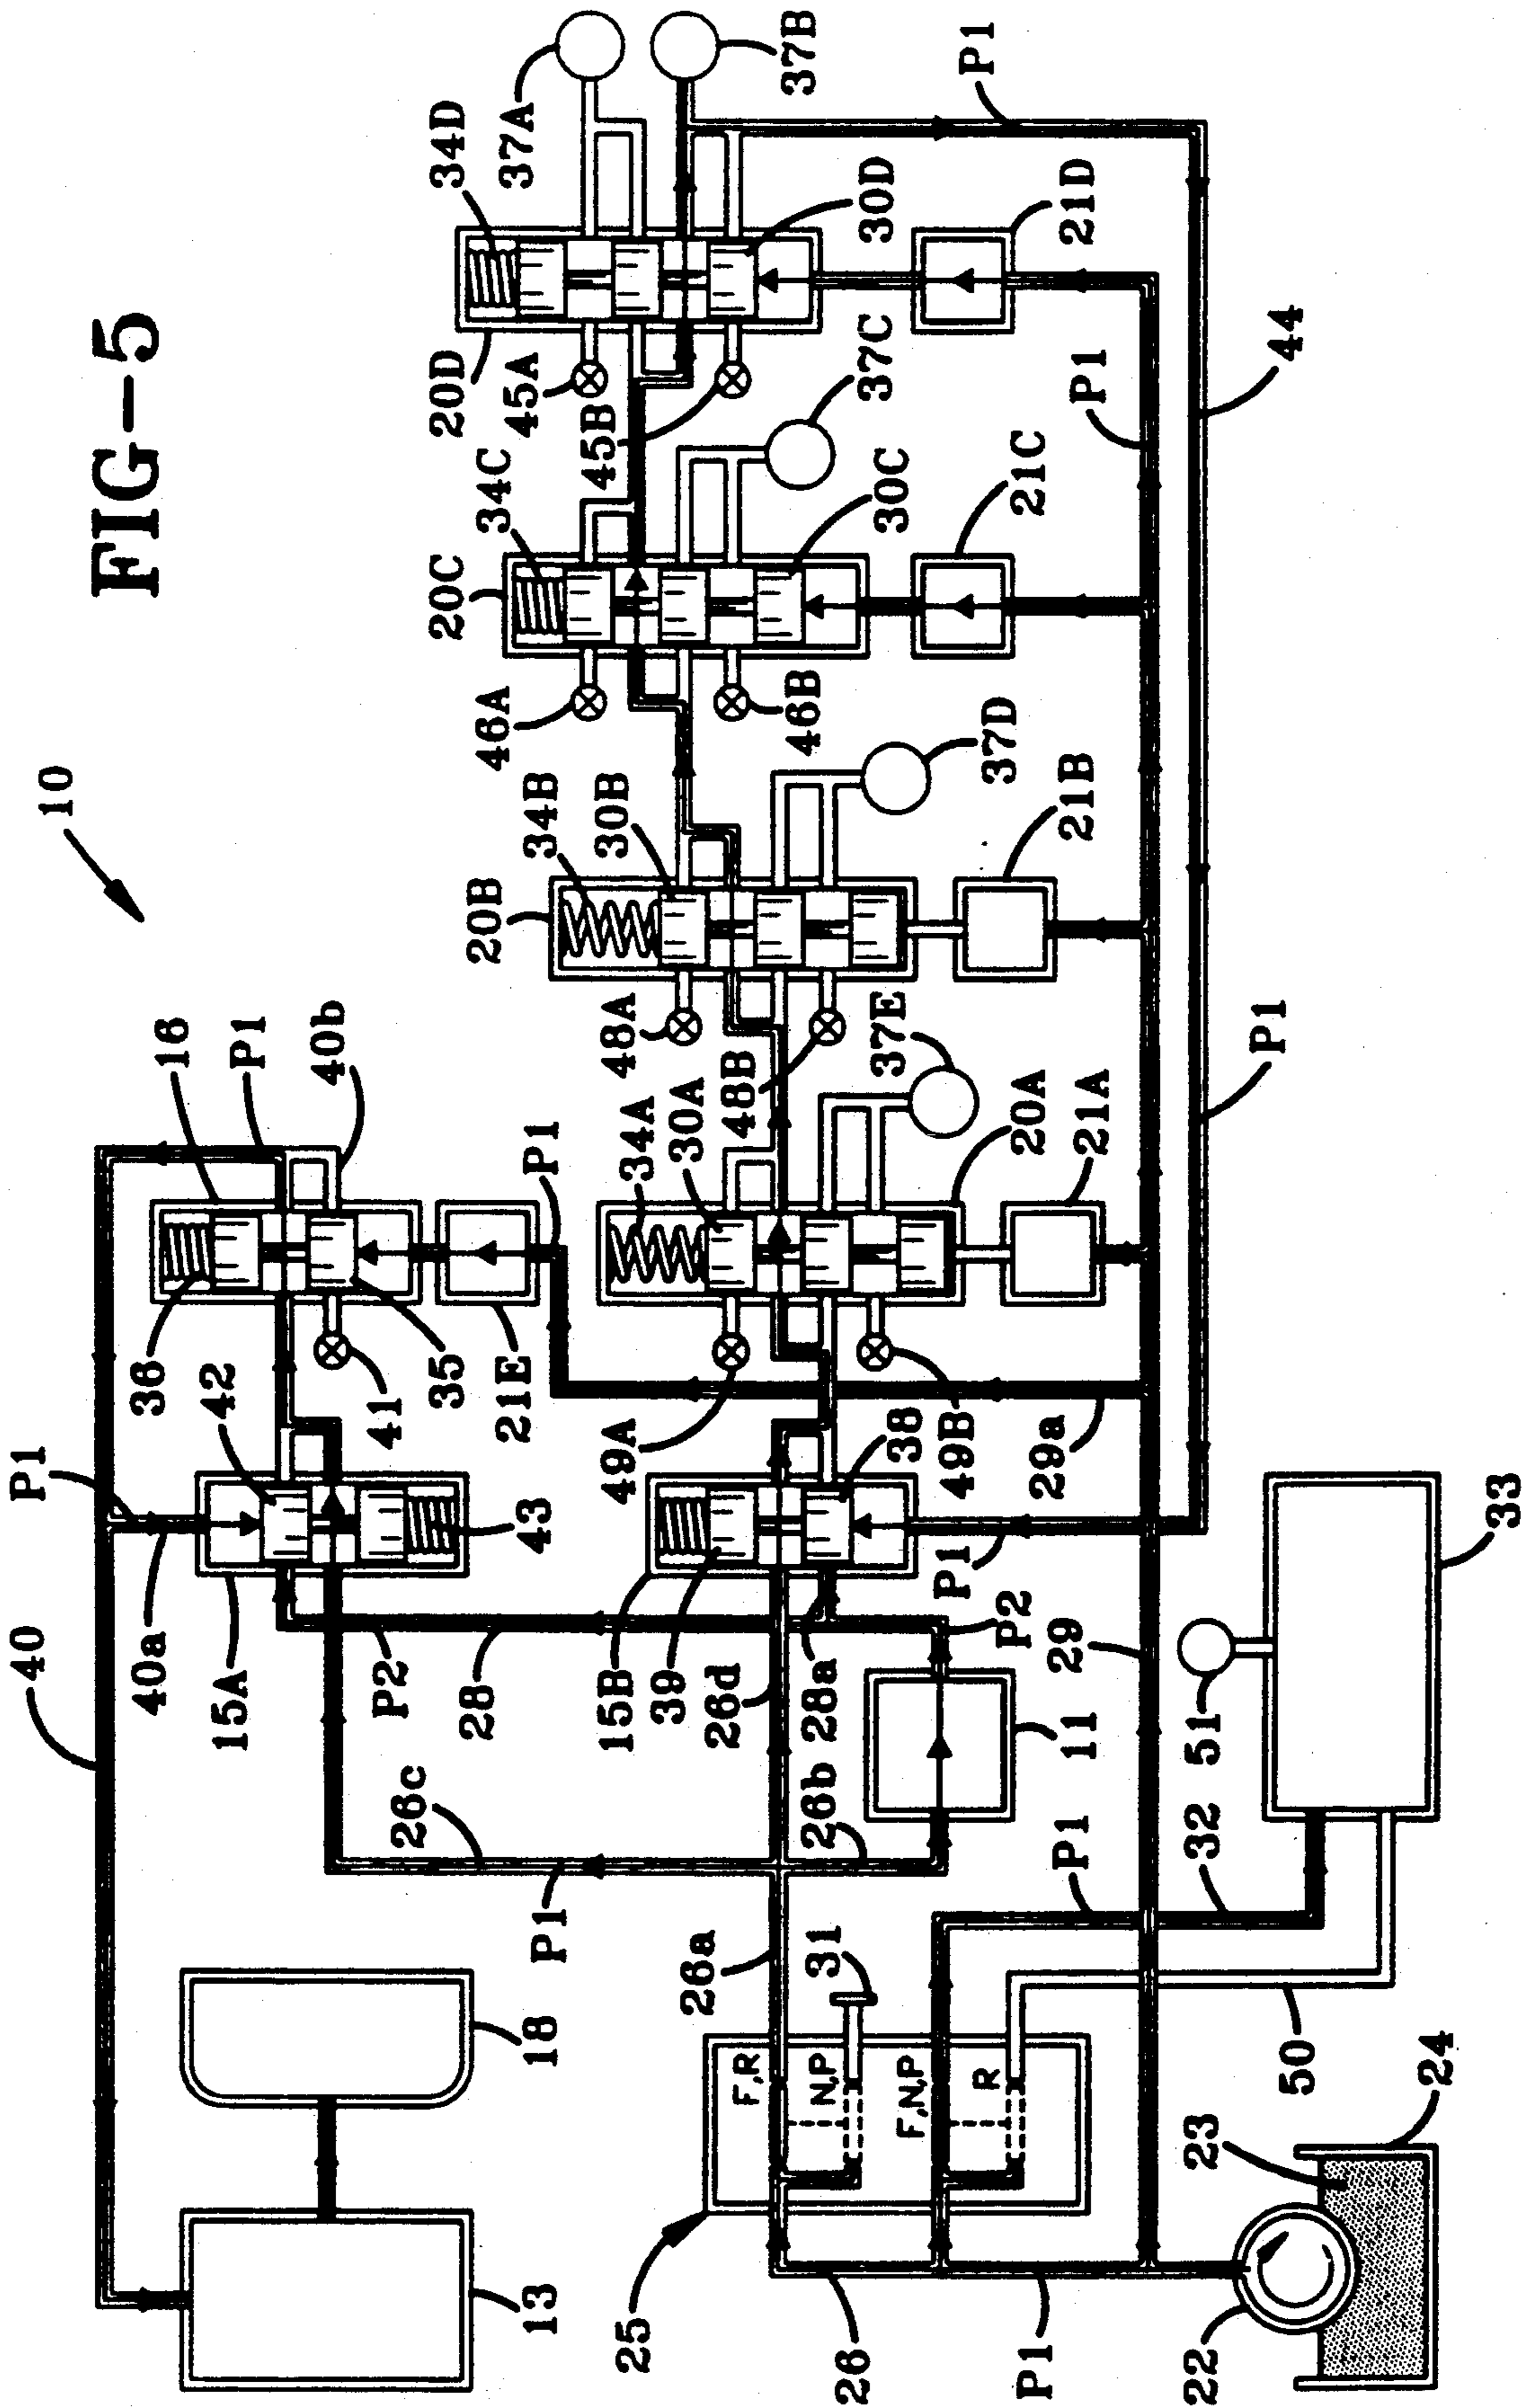 FIG-5
10
40
P1
40a
15A
42
36
16
P1
40b
41
35
21E
P1
43
P2
28
26c
P1
18
13
20B
34B
30B
48A
48B
20C
34C
46A
46B
30C
37C
20D
34D
45A
45B
37A
37B
P1
30D
21D
21C
P1
44
37D
21B
37E
34A
30A
20A
21A
49A
49B
29a
38
15B
39
26d
28a
P1
P2
26b
11
29
26a
31
25
F,R
N,P
F,N,P
R
26
P1
P1
32
50
51
33
22
23
24
P1